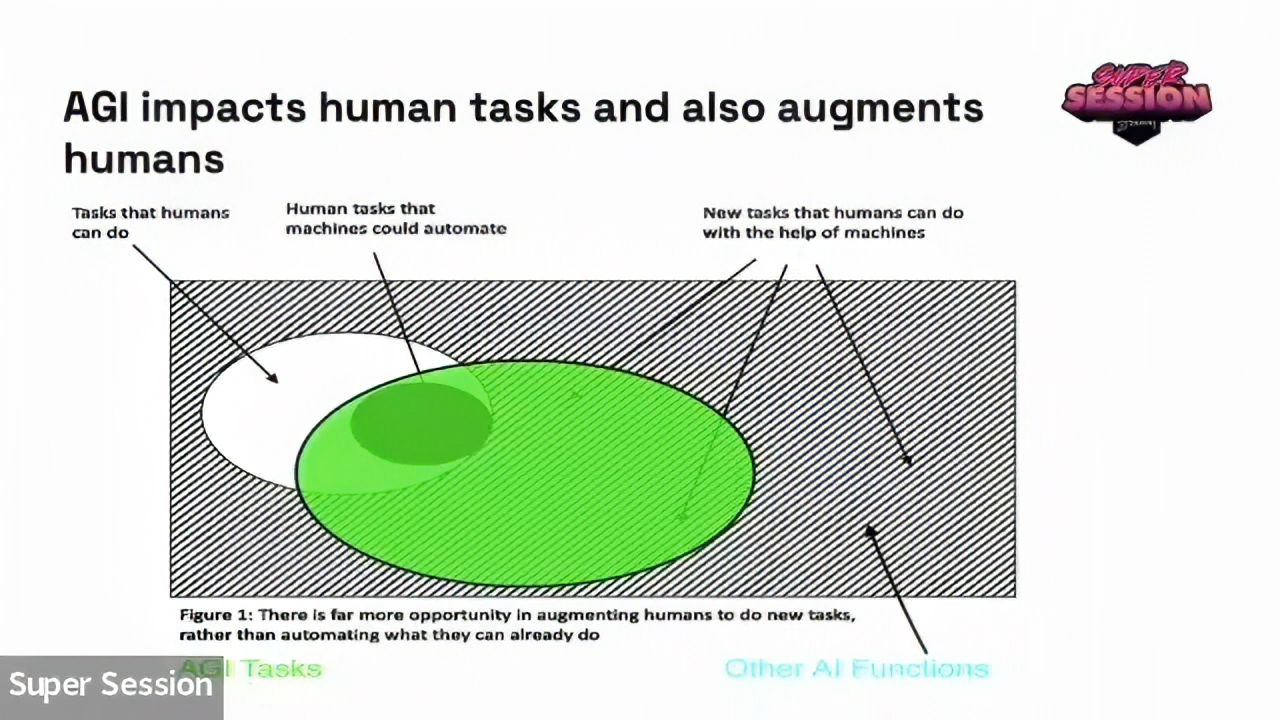 AGI impacts human tasks and also augments
humans
SUPER
SESSION
Tasks that humans
can do
Human tasks that
machines could automate
New tasks that humans can do
with the help of machines
Figure 1: There is far more opportunity in augmenting humans to do new tasks,
rather than automating what they can already do
AGI Tasks
Other AI Functions
Super Session